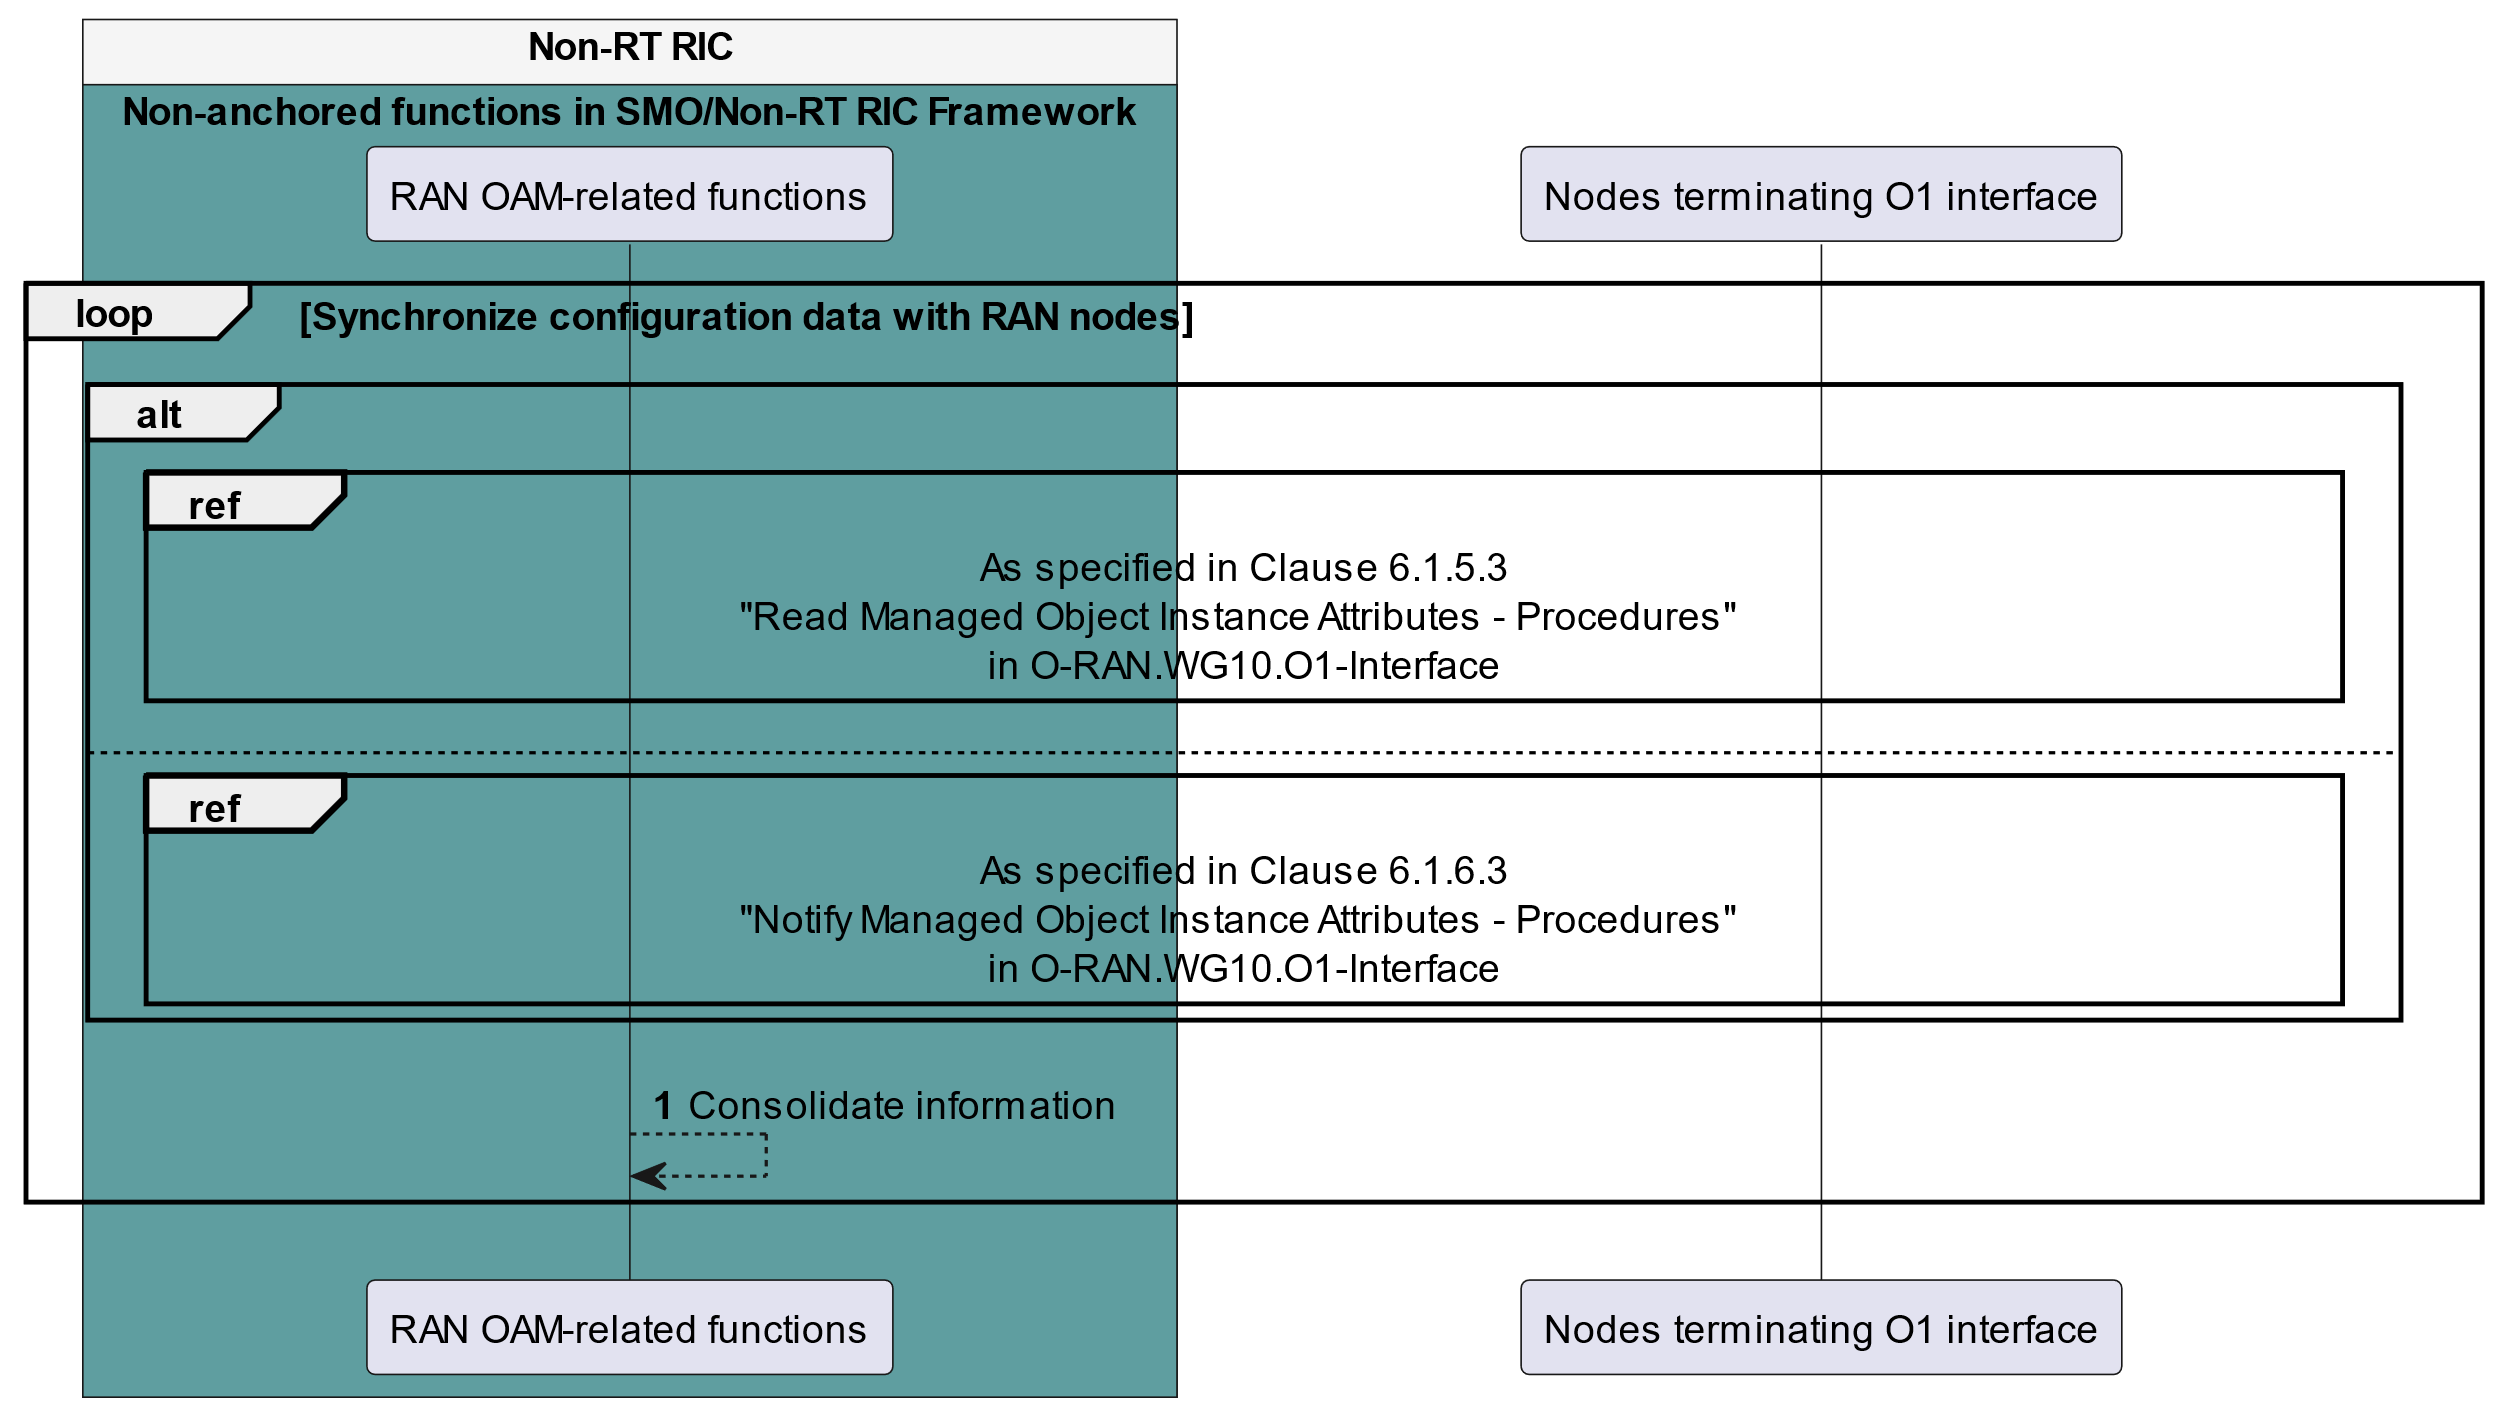 Non-RT RIC
Non-anchored functions in SMO/Non-RT RIC Framework
RAN OAM-related functions
Nodes terminating O1 interface
loop
[Synchronize configuration data with RAN nodes]
alt
ref
As specified in Clause 6.1.5.3
"Read Managed Object Instance Attributes - Procedures"
in O-RAN.WG10.O1-Interface
ref
As specified in Clause 6.1.6.3
"Notify Managed Object Instance Attributes - Procedures"
in O-RAN.WG10.O1-Interface
1 Consolidate information
RAN OAM-related functions
Nodes terminating O1 interface